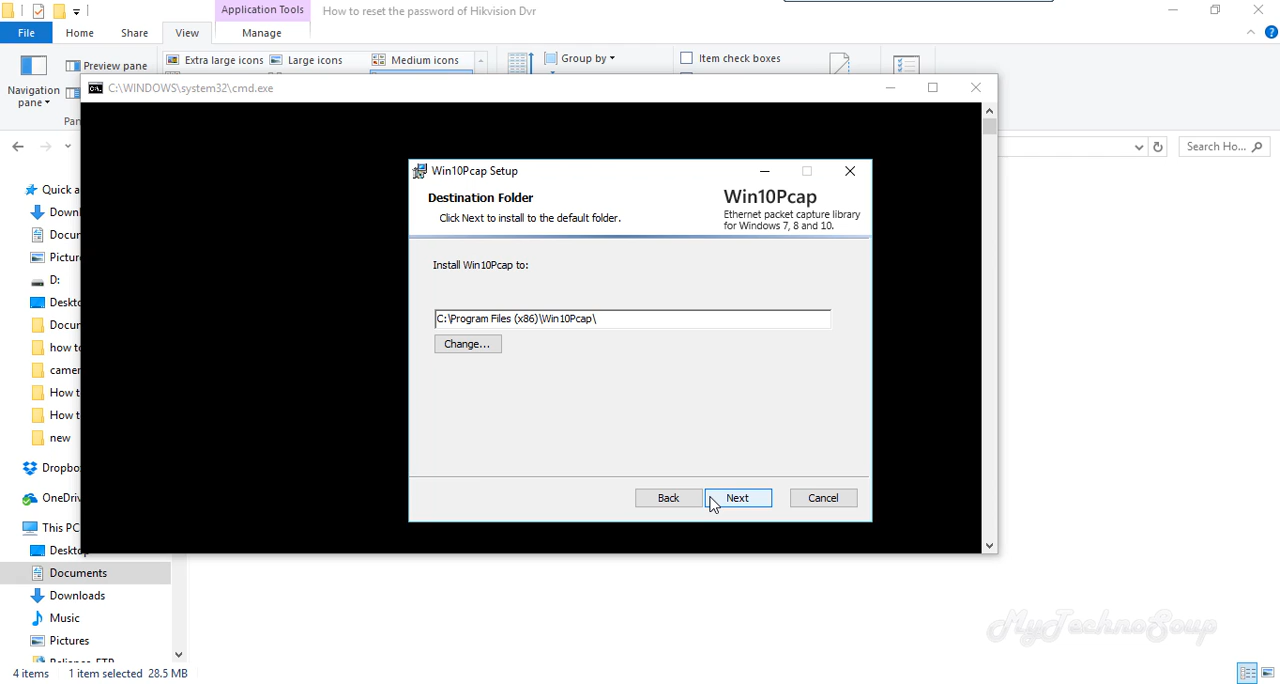 Application Tools
How to reset the password of Hikvision Dvr
File
Home
Share
View
Manage
Navigation
pane
Preview pane
Extra large icons
Large icons
Medium icons
Group by
Item check boxes
C:\WINDOWS\system32\cmd.exe
Search Ho...
Win10Pcap Setup
Destination Folder
Click Next to install to the default folder.
Win10Pcap
Ethernet packet capture library
for Windows 7, 8 and 10.
Install Win10Pcap to:
C:\Program Files (x86)\Win10Pcap\
Change...
Back
Next
Cancel
Pan
Quick a
Downl
Docur
Pictur
D:
Deskto
Docur
how to
camer
How t
How t
new
Dropbo
OneDriv
This PC
Deskto
Documents
Downloads
Music
Pictures
4 items
1 item selected 28.5 MB
MyTechnoSoup